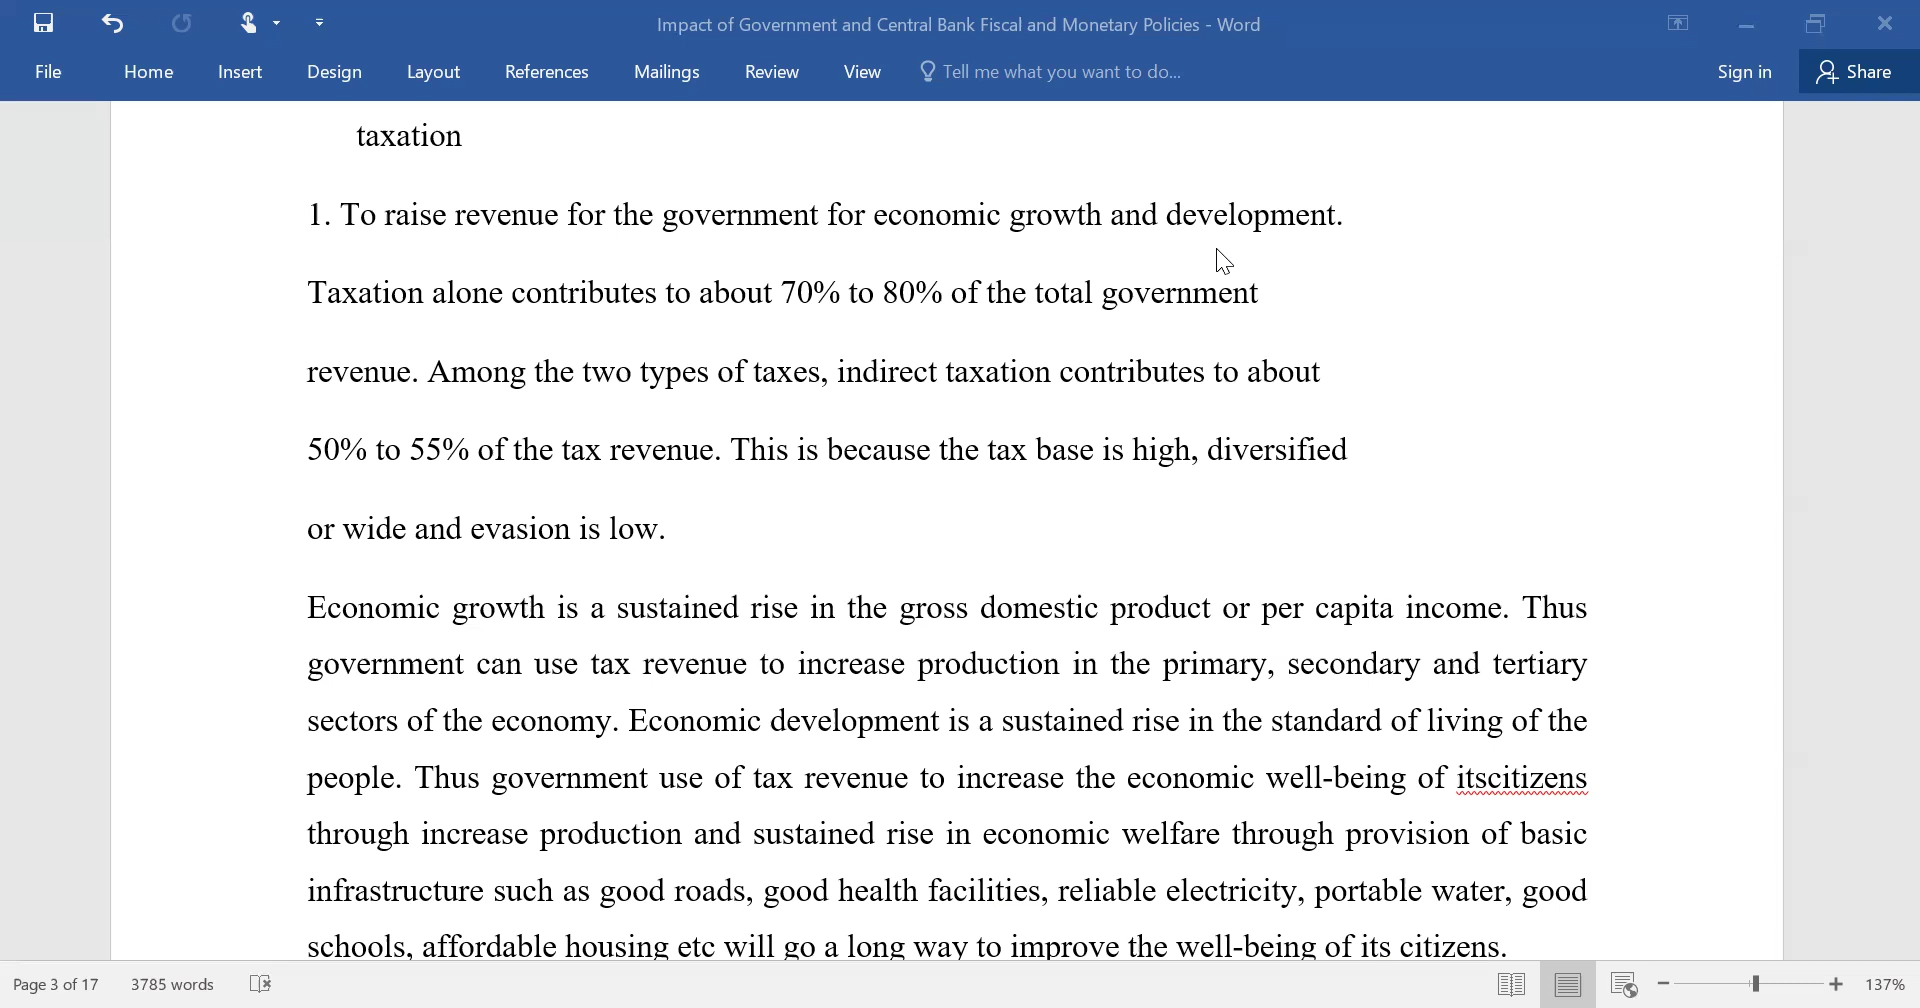 Impact of Government and Central Bank Fiscal and Monetary Policies - Word
File Home Insert Design Layout References Mailings Review View Tell me what you want to do... Sign in Share
taxation
1. To raise revenue for the government for economic growth and development.
Taxation alone contributes to about 70% to 80% of the total government
revenue. Among the two types of taxes, indirect taxation contributes to about
50% to 55% of the tax revenue. This is because the tax base is high, diversified
or wide and evasion is low.
Economic growth is a sustained rise in the gross domestic product or per capita income. Thus
government can use tax revenue to increase production in the primary, secondary and tertiary
sectors of the economy. Economic development is a sustained rise in the standard of living of the
people. Thus government use of tax revenue to increase the economic well-being of itscitizens
through increase production and sustained rise in economic welfare through provision of basic
infrastructure such as good roads, good health facilities, reliable electricity, portable water, good
schools, affordable housing etc will go a long way to improve the well-being of its citizens.
Page 3 of 17 3785 words 137%